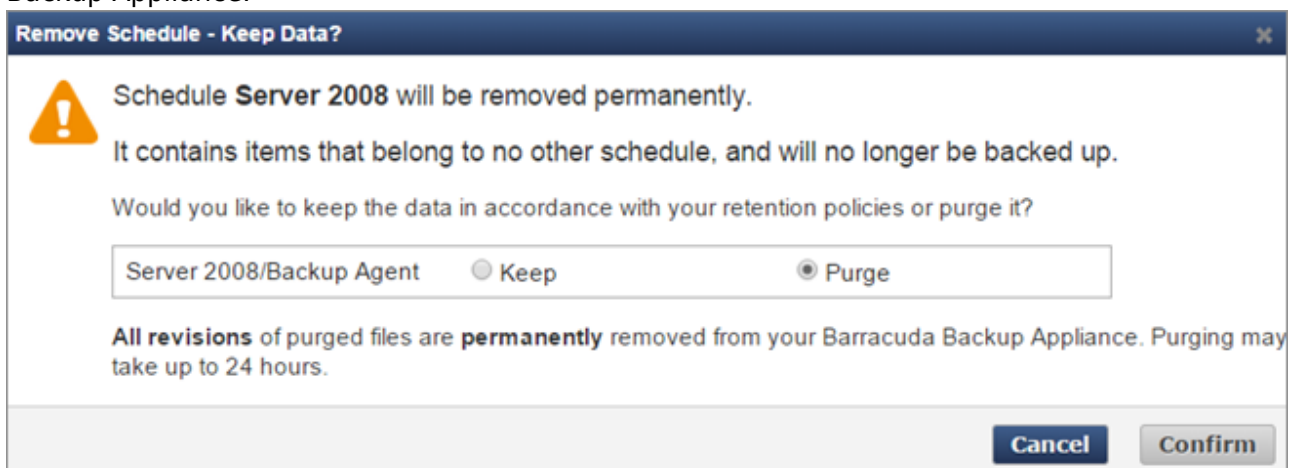 Backup Appliance.
Remove Schedule - Keep Data?
Schedule Server 2008 will be removed permanently.
It contains items that belong to no other schedule, and will no longer be backed up.
Would you like to keep the data in accordance with your retention policies or purge it?
Server 2008/Backup Agent Keep Purge
All revisions of purged files are permanently removed from your Barracuda Backup Appliance. Purging may
take up to 24 hours.
Cancel Confirm